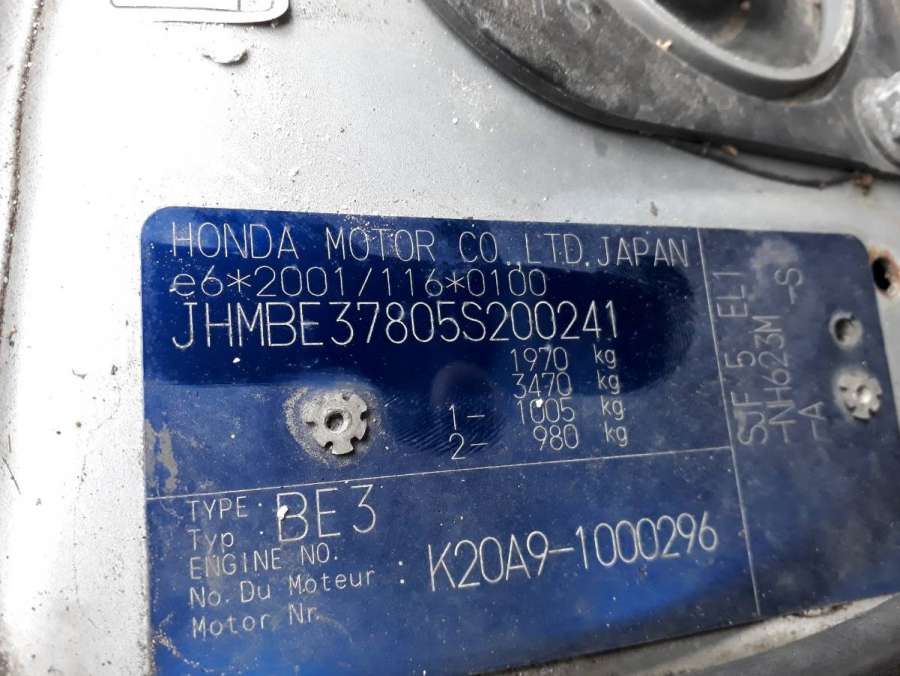 HONDA MOTOR CO.,LTD.JAPAN
e6*2001/116*0100
JHMBE37805S200241
1970 kg
3470 kg
1- 1005 kg
2- 980 kg
TYPE :
Typ
BE3
ENGINE NO.
No. Du Moteur :
Motor Nr.
K20A9-1000296
SJF 5 EL1
-NH623M -S
-A